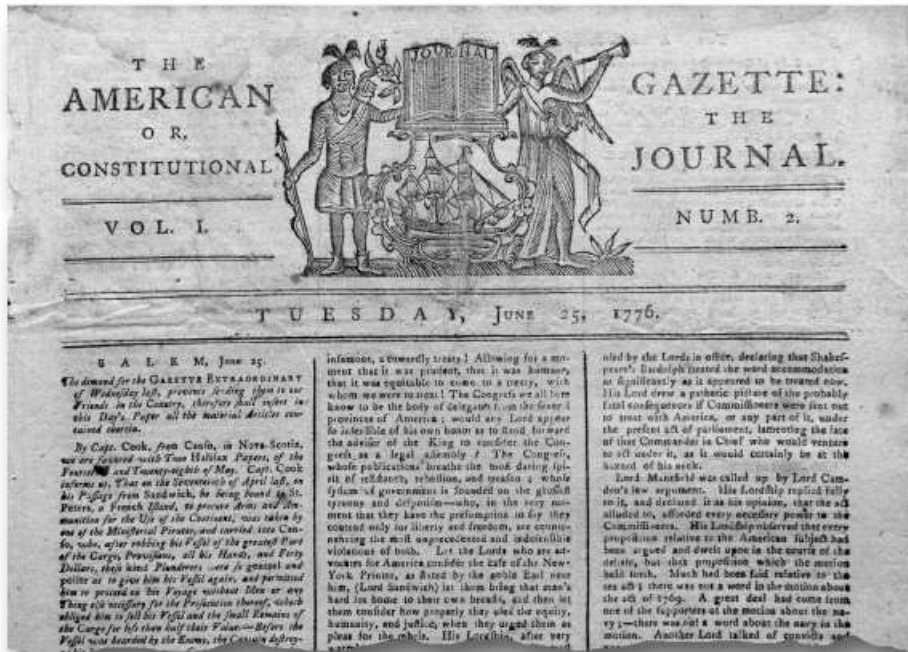 THE
AMERICAN
OR,
CONSTITUTIONAL
VOL. I.
JOURNAL
GAZETTE:
THE
JOURNAL.
NUMB. 2.
TUESDAY, JUNE 25, 1776.
SALEM, June 25.
The demand for the GAZETTE EXTRAORDINARY
of Wednesday last, prevents sending them to our
Friends in the Country, therefore shall insert in
this Day's Paper all the material Articles con-
tained therein.
By Capt. Cook, from Canso, in Nova-Scotia,
we are favored with Two Halifax Papers, of the
and Twenty-eighth of May. Capt. Cook
informs us, That on the Seventeenth of April last, on
his Passage from Sandwich, he being bound to St.
Peters, a French Island, to procure Arms and Am-
munition for the Use of the Continent, was taken by
one of the Ministerial Pirates, and carried into Can-
so, who, after robbing his Vessel of the greatest Part
of the Cargo, Provisions, all his Hands, and Forty
Dollars, these kind Plunderers were so genteel and
polite as to give him his Vessel again, and permitted
him to proceed on his Voyage without Men or any
Thing else necessary for the Prosecution thereof, which
obliged him to sell his Vessel and the small Remains of
the Cargo for less then half their Value.—Before the
Vessel was boarded by the Enemy, the Captain destroy-
infamous, a cowardly treaty! Allowing for a mo-
ment that it was prudent, that it was humane,
that it was equitable to come to a treaty, with
whom we were to treat! The Congress we all here
know to be the body of delegates from the several
provinces of America; would any Lord appear
so insensible of his own honor as to stand forward
the adviser of the King to consider the Con-
gress as a legal assembly? The Congress,
whose publications breathe the most daring spi-
rit of resistance, rebellion, and treason; whose
system of government is founded on the grossest
tyranny and despotism—who, in the very mo-
ment that they have the presumption to say they
contend only for liberty and freedom, are counte-
nancing the most unprecedented and indefensible
violations of both. Let the Lords who are ad-
vocates for America consider the case of the New-
York Printer, as stated by the noble Earl near
him, (Lord Sandwich) let them bring that man's
hard lot home to their own breasts, and then let
them consider how properly they used the equity,
humanity, and justice, when they urged them as
pleas for the rebels. His Lordship, after very
nied by the Lords in office, declaring that Shakes-
pear's Bardolph treated the word accommodation
as significantly as it appeared to be treated now.
His Lord drew a pathetic picture of the probably
fatal consequences if Commissioners were sent out
to treat with America, or any part of it, under
the present act of parliament, lamenting the fate
of that Commander in Chief who would venture
to act under it, as it would certainly be at the
hazard of his neck.
Lord Mansfield was called up by Lord Cam-
den's law argument. His Lordship replied fully
to it, and declared it as his opinion, that the act
alluded to, afforded every necessary power to the
Commissioners. His Lordship observed that every
proposition relative to the American subject had
been argued and dwelt upon in the course of the
debate, but that proposition which the motion
held forth. Much had been said relative to the
tea act; there was not a word in the motion about
the act of 1769. A great deal had come from
one of the supporters of the motion about the na-
vy;—there was not a word about the navy in the
motion. Another Lord talked of convicts and